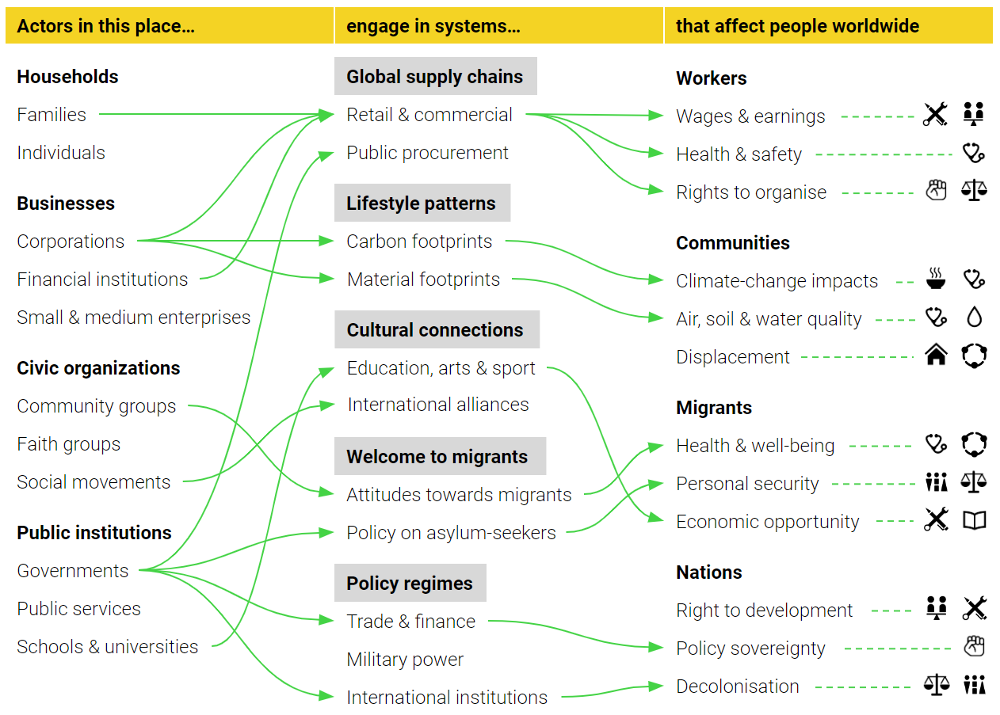 Actors in this place…
engage in systems…
that affect people worldwide
Households
Families
Individuals
Businesses
Corporations
Financial institutions
Small & medium enterprises
Civic organizations
Community groups
Faith groups
Social movements
Public institutions
Governments
Public services
Schools & universities
Global supply chains
Retail & commercial
Public procurement
Lifestyle patterns
Carbon footprints
Material footprints
Cultural connections
Education, arts & sport
International alliances
Welcome to migrants
Attitudes towards migrants
Policy on asylum-seekers
Policy regimes
Trade & finance
Military power
International institutions
Workers
Wages & earnings
Health & safety
Rights to organise
Communities
Climate-change impacts
Air, soil & water quality
Displacement
Migrants
Health & well-being
Personal security
Economic opportunity
Nations
Right to development
Policy sovereignty
Decolonisation